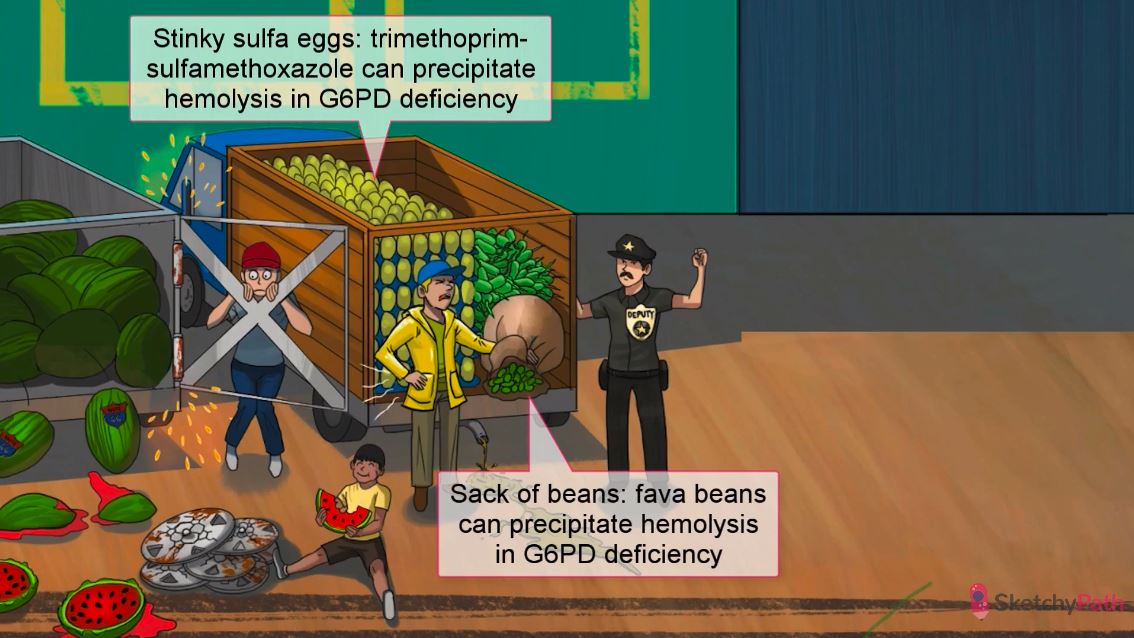 Stinky sulfa eggs: trimethoprim-
sulfamethoxazole can precipitate
hemolysis in G6PD deficiency
DEPUTY
Sack of beans: fava beans
can precipitate hemolysis
in G6PD deficiency
SketchyPath